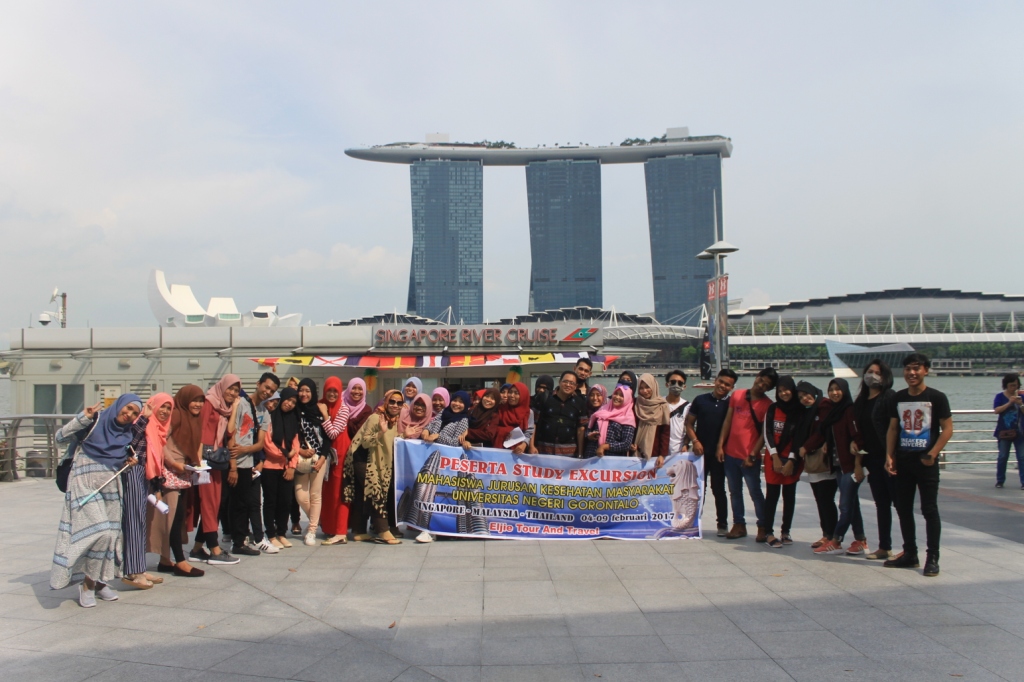 SINGAPORE RIVER CRUISE
PESERTA STUDY EXCURSION
MAHASISWA JURUSAN KESEHATAN MASYARAKAT
UNIVERSITAS NEGERI GORONTALO
SINGAPORE - MALAYSIA - THAILAND 04-09 februari 2017
Eljie Tour And Travel